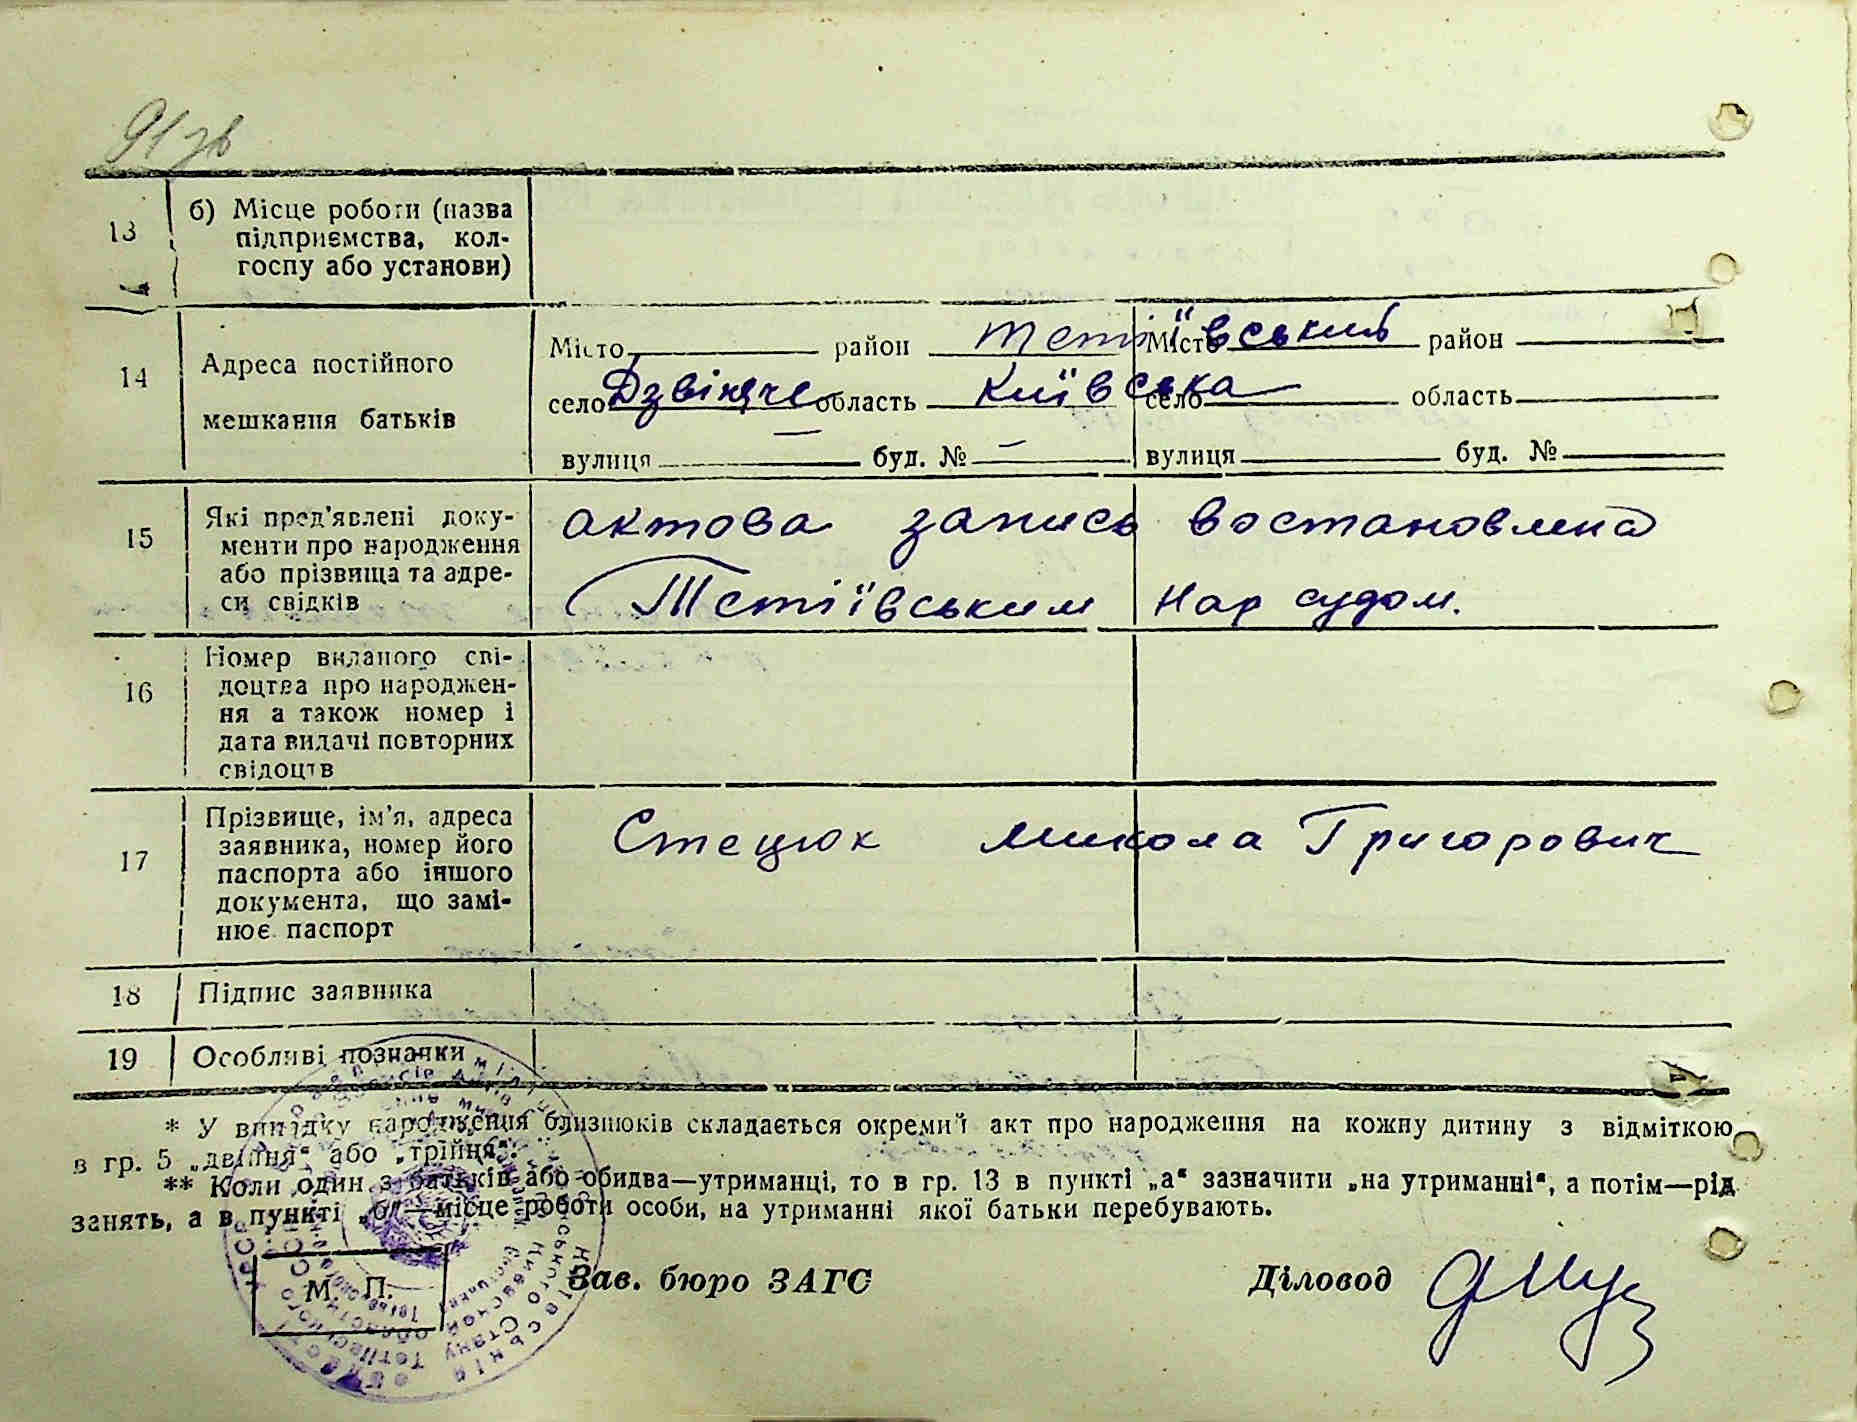 91 зв
13
б) Місце роботи (назва
підприємства, кол-
госпу або установи)
14
Адреса постійного
мешкання батьків
Місто район Тетіївський Місто район
село Дзвіняче область Київська село область
вулиця — буд. № — вулиця буд. №
15
Які пред'явлені доку-
менти про народження
або прізвища та адре-
си свідків
актова запись востановлена
Тетіївським Нар судом.
16
Номер виданого сві-
доцтва про народжен-
ня а також номер і
дата видачі повторних
свідоцтв
17
Прізвище, ім'я, адреса
заявника, номер його
паспорта або іншого
документа, що замі-
нює паспорт
Стецюк Микола Григорович
18
Підпис заявника
19
Особливі позначки
* У випадку народження близнюків складається окремиї акт про народження на кожну дитину з відміткою
в гр. 5 „двійня“ або „трійця“.
** Коли один з батьків або обидва—утриманці, то в гр. 13 в пункті „а“ зазначити „на утриманні“, а потім—рід
занять, а в пункті „б“—місце роботи особи, на утриманні якої батьки перебувають.
М. П.
Зав. бюро ЗАГС
Діловод